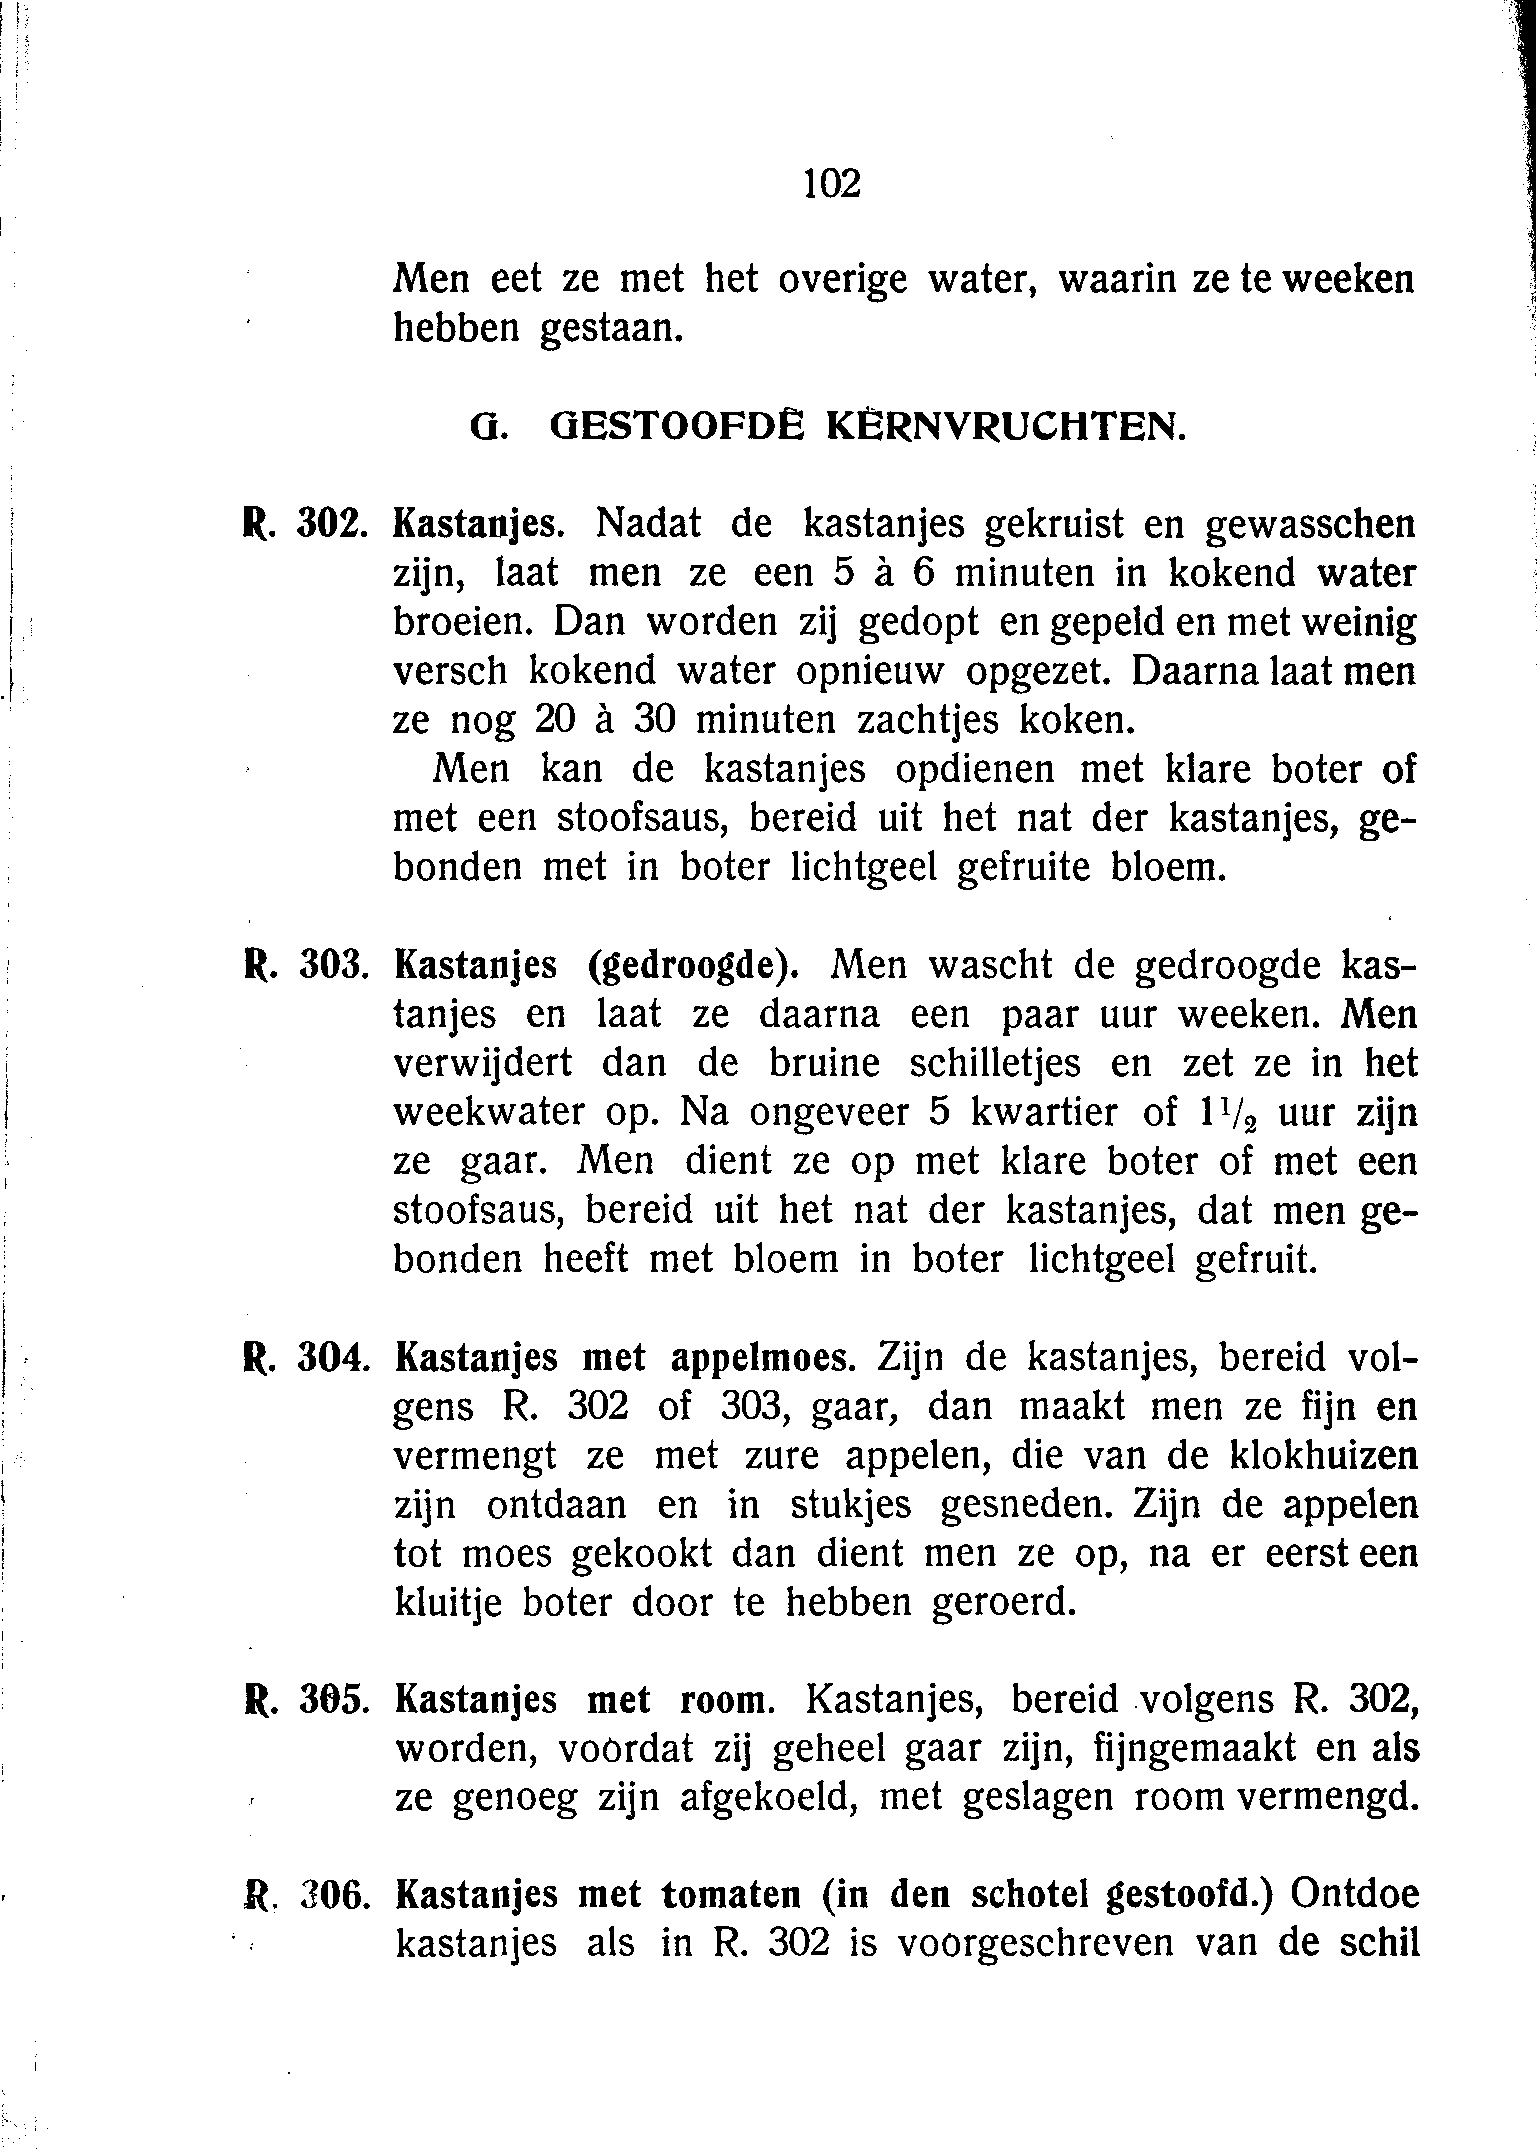 102
Men eet ze met het overige water, waarin ze te weeken
hebben gestaan.
G. GESTOOFDE KERNVRUCHTEN.
R. 302. Kastanjes. Nadat de kastanjes gekruist en gewasschen
zijn, laat men ze een 5 à 6 minuten in kokend water
broeien. Dan worden zij gedopt en gepeld en met weinig
versch kokend water opnieuw opgezet. Daarna laat men
ze nog 20 à 30 minuten zachtjes koken.
Men kan de kastanjes opdienen met klare boter of
met een stoofsaus, bereid uit het nat der kastanjes, ge-
bonden met in boter lichtgeel gefruite bloem.
R. 303. Kastanjes (gedroogde). Men wascht de gedroogde kas-
tanjes en laat ze daarna een paar uur weeken. Men
verwijdert dan de bruine schilletjes en zet ze in het
weekwater op. Na ongeveer 5 kwartier of 1¹/₂ uur zijn
ze gaar. Men dient ze op met klare boter of met een
stoofsaus, bereid uit het nat der kastanjes, dat men ge-
bonden heeft met bloem in boter lichtgeel gefruit.
R. 304. Kastanjes met appelmoes. Zijn de kastanjes, bereid vol-
gens R. 302 of 303, gaar, dan maakt men ze fijn en
vermengt ze met zure appelen, die van de klokhuizen
zijn ontdaan en in stukjes gesneden. Zijn de appelen
tot moes gekookt dan dient men ze op, na er eerst een
kluitje boter door te hebben geroerd.
R. 305. Kastanjes met room. Kastanjes, bereid volgens R. 302,
worden, voordat zij geheel gaar zijn, fijngemaakt en als
ze genoeg zijn afgekoeld, met geslagen room vermengd.
R. 306. Kastanjes met tomaten (in den schotel gestoofd.) Ontdoe
kastanjes als in R. 302 is voorgeschreven van de schil